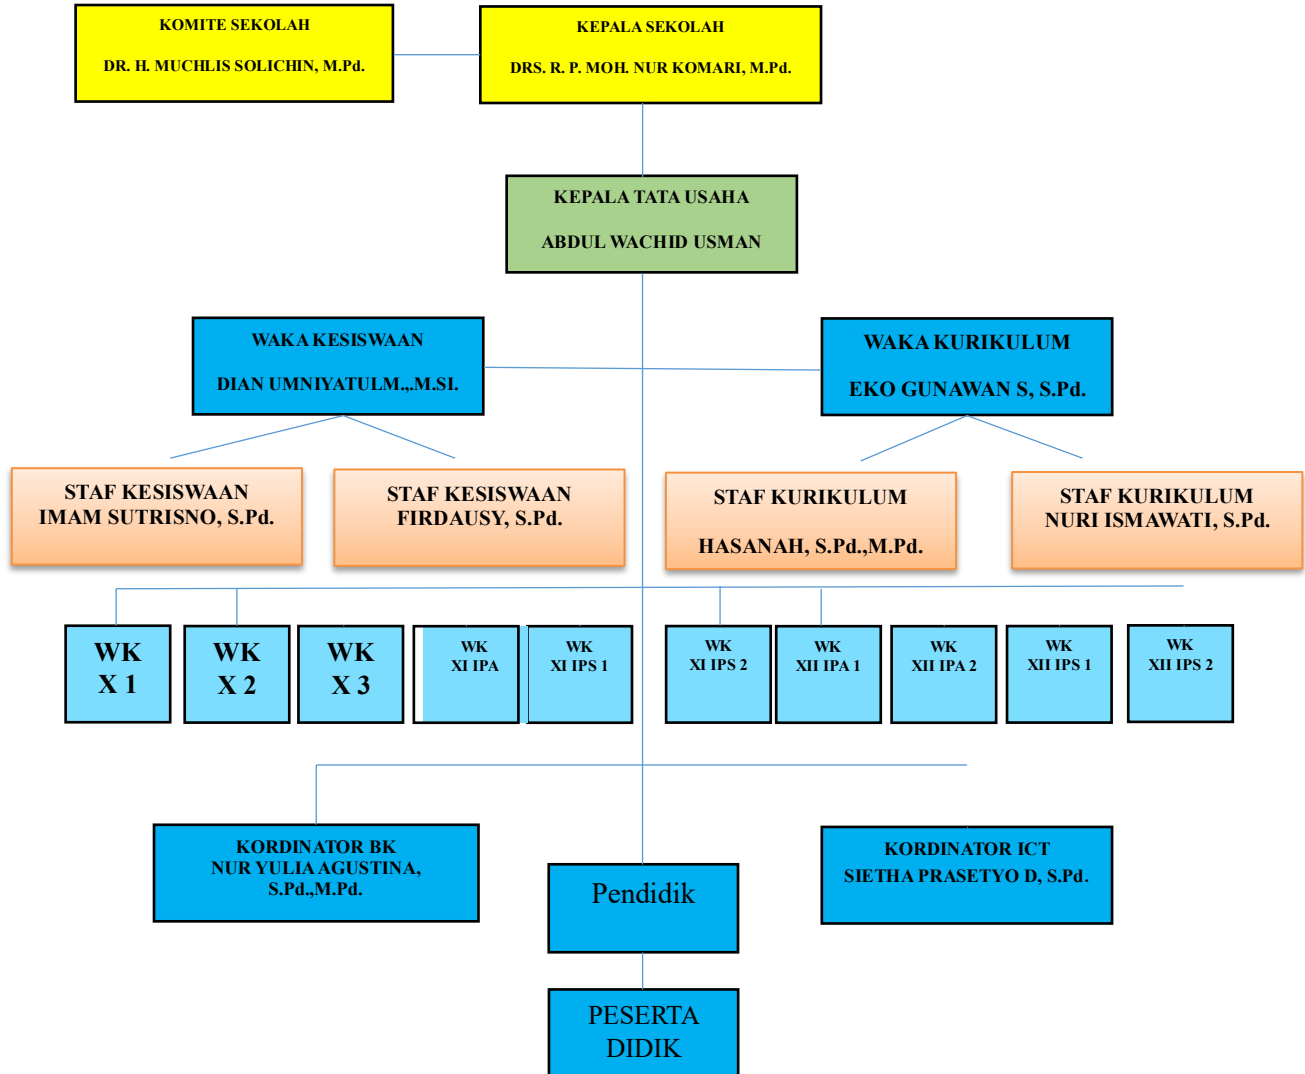 KOMITE SEKOLAH
DR. H. MUCHLIS SOLICHIN, M.Pd.
KEPALA SEKOLAH
DRS. R. P. MOH. NUR KOMARI, M.Pd.
KEPALA TATA USAHA
ABDUL WACHID USMAN
WAKA KESISWAAN
DIAN UMNIYATULM.,.M.SI.
WAKA KURIKULUM
EKO GUNAWAN S, S.Pd.
STAF KESISWAAN
IMAM SUTRISNO, S.Pd.
STAF KESISWAAN
FIRDAUSY, S.Pd.
STAF KURIKULUM
HASANAH, S.Pd.,M.Pd.
STAF KURIKULUM
NURI ISMAWATI, S.Pd.
WK
X 1
WK
X 2
WK
X 3
WK
XI IPA
WK
XI IPS 1
WK
XI IPS 2
WK
XII IPA 1
WK
XII IPA 2
WK
XII IPS 1
WK
XII IPS 2
KORDINATOR BK
NUR YULIA AGUSTINA,
S.Pd.,M.Pd.
Pendidik
KORDINATOR ICT
SIETHA PRASETYO D, S.Pd.
PESERTA
DIDIK